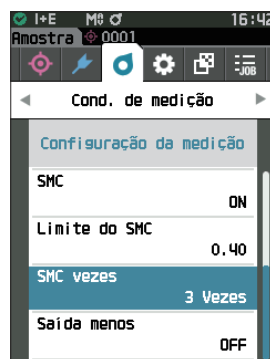 I+E M0 16:42
Amostra 0001
-JOB
Cond. de medição
Configuração da medição
SMC
ON
Limite do SMC
0.40
SMC vezes
3 Vezes
Saída menos
OFF